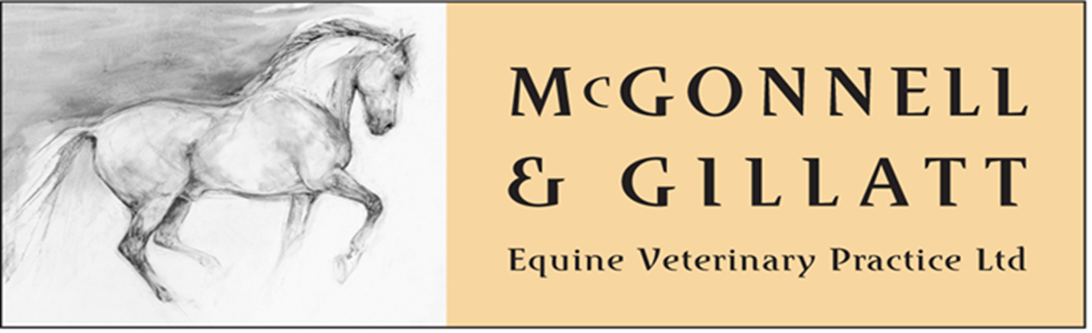 McGONNELL
& GILLATT
Equine Veterinary Practice Ltd